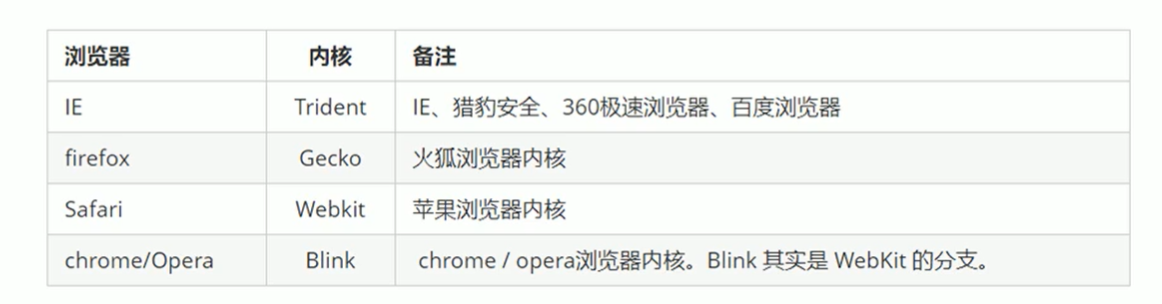 浏览器 内核 备注
IE Trident IE、猎豹安全、360极速浏览器、百度浏览器
firefox Gecko 火狐浏览器内核
Safari Webkit 苹果浏览器内核
chrome/Opera Blink chrome / opera浏览器内核。Blink 其实是 WebKit 的分支。